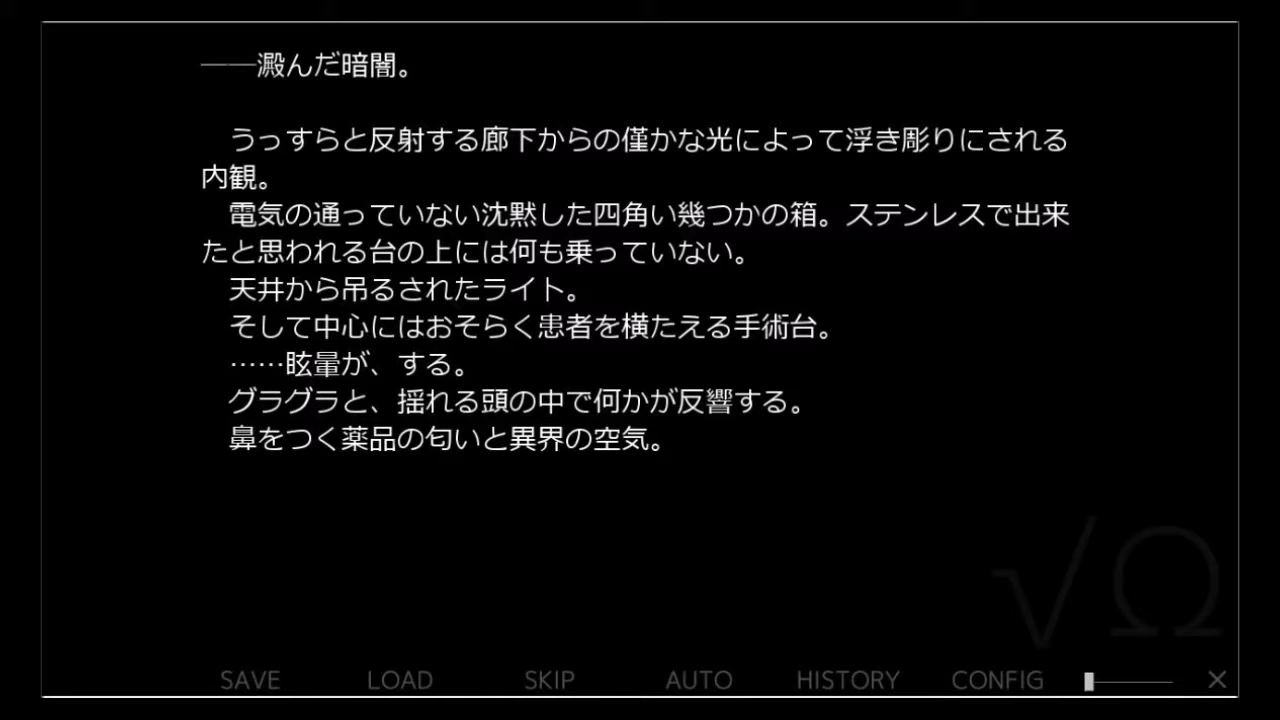 ――澱んだ暗闇。
　うっすらと反射する廊下からの僅かな光によって浮き彫りにされる
内観。
　電気の通っていない沈黙した四角い幾つかの箱。ステンレスで出来
たと思われる台の上には何も乗っていない。
　天井から吊るされたライト。
　そして中心にはおそらく患者を横たえる手術台。
　……眩暈が、する。
　グラグラと、揺れる頭の中で何かが反響する。
　鼻をつく薬品の匂いと異界の空気。
√Ω
SAVE LOAD SKIP AUTO HISTORY CONFIG ×